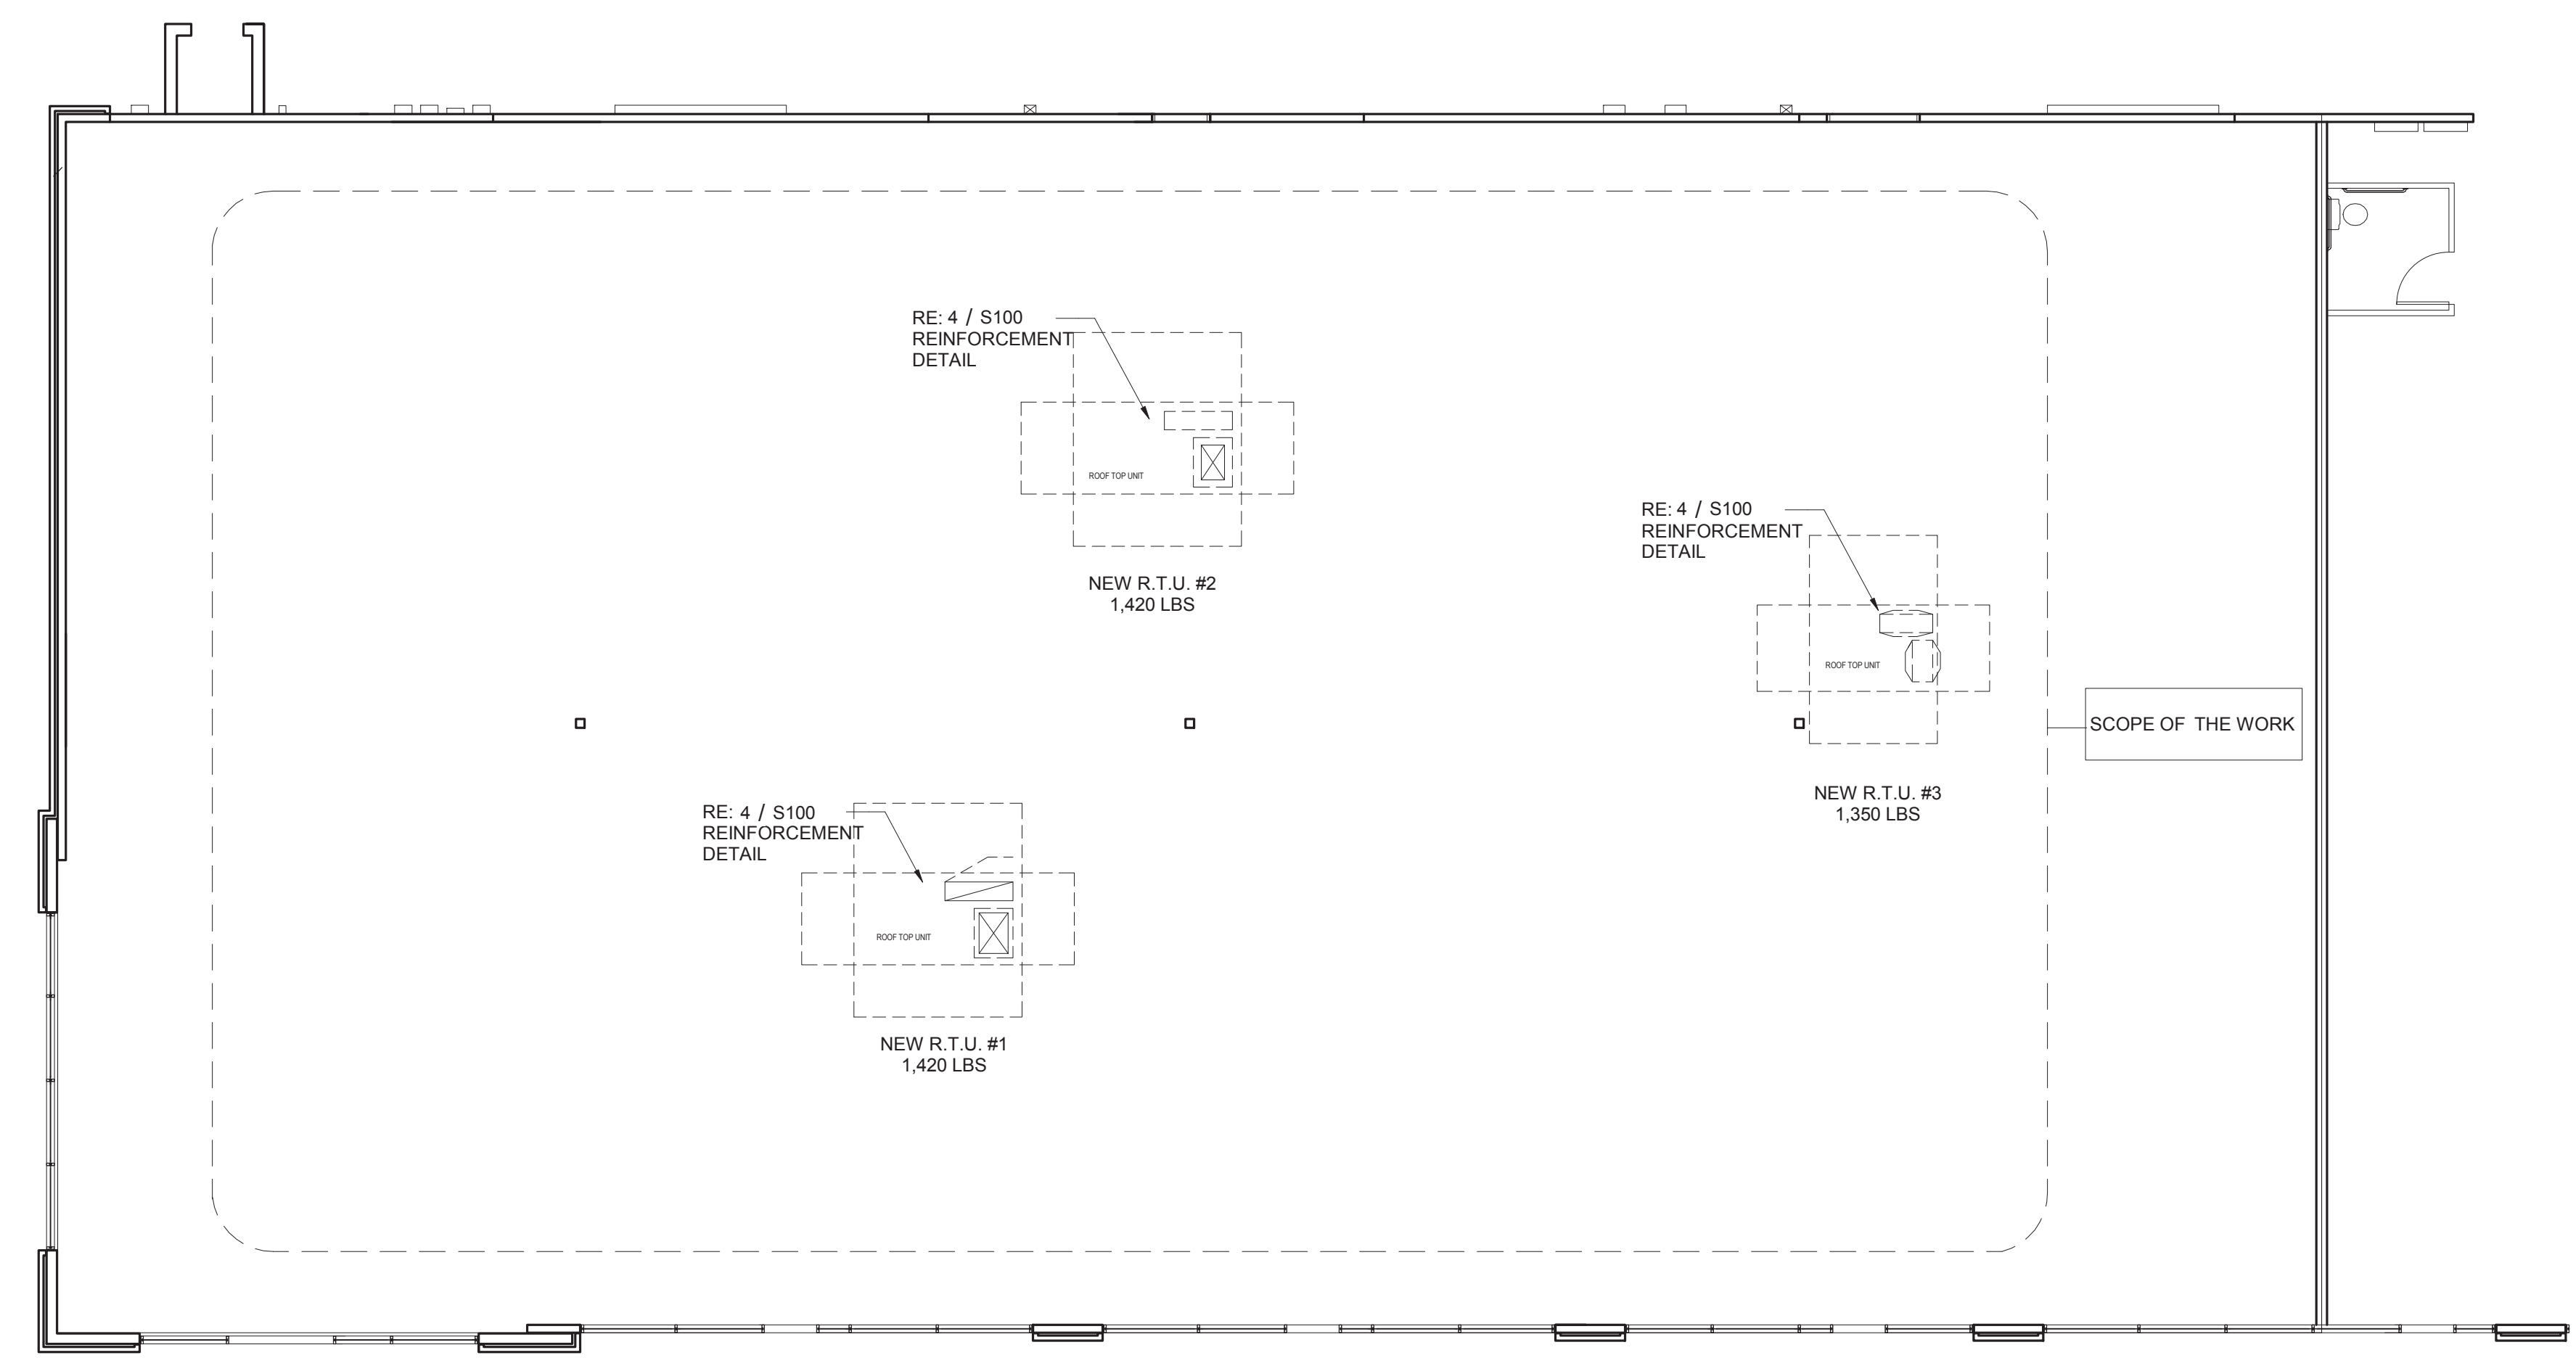 RE: 4 / S100
REINFORCEMENT
DETAIL
ROOF TOP UNIT
NEW R.T.U. #2
1,420 LBS
RE: 4 / S100
REINFORCEMENT
DETAIL
ROOF TOP UNIT
NEW R.T.U. #3
1,350 LBS
SCOPE OF THE WORK
RE: 4 / S100
REINFORCEMENT
DETAIL
ROOF TOP UNIT
NEW R.T.U. #1
1,420 LBS